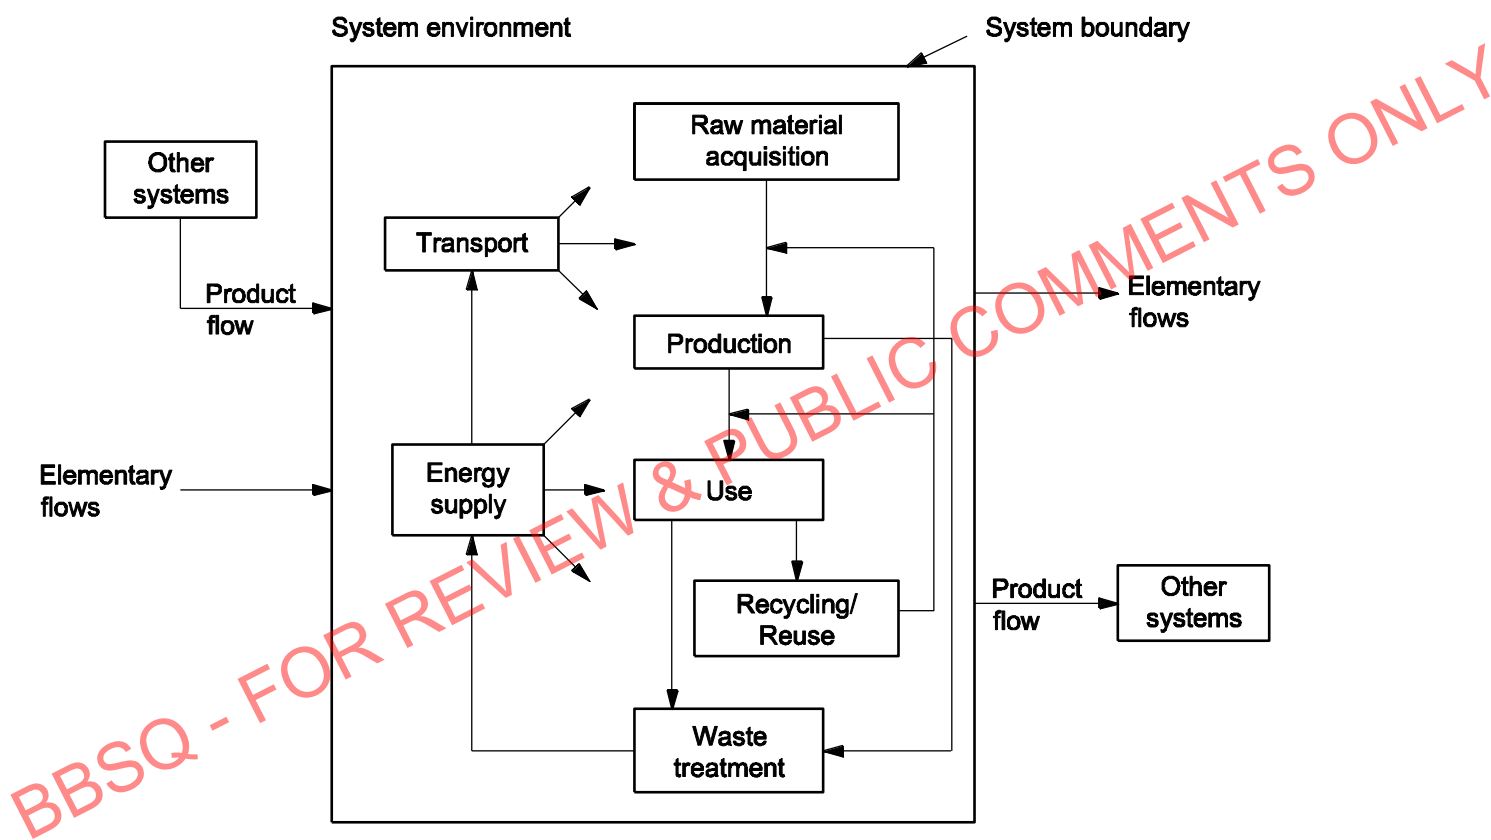 System environment
System boundary
Raw material
acquisition
Other
systems
Transport
Product
flow
Elementary
flows
Production
Energy
supply
Elementary
flows
Use
Recycling/
Reuse
Product
flow
Other
systems
Waste
treatment
BBSQ - FOR REVIEW & PUBLIC COMMENTS ONLY